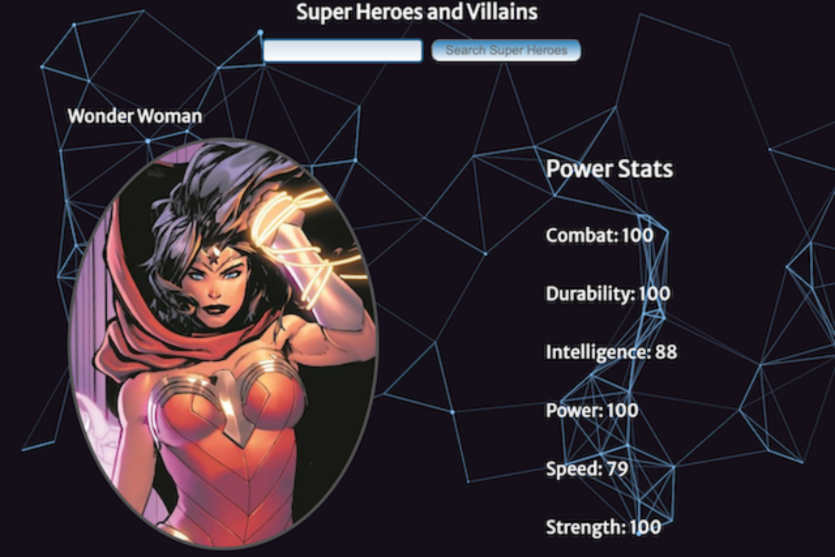 Super Heroes and Villains
Search Super Heroes
Wonder Woman
Power Stats
Combat: 100
Durability: 100
Intelligence: 88
Power: 100
Speed: 79
Strength: 100